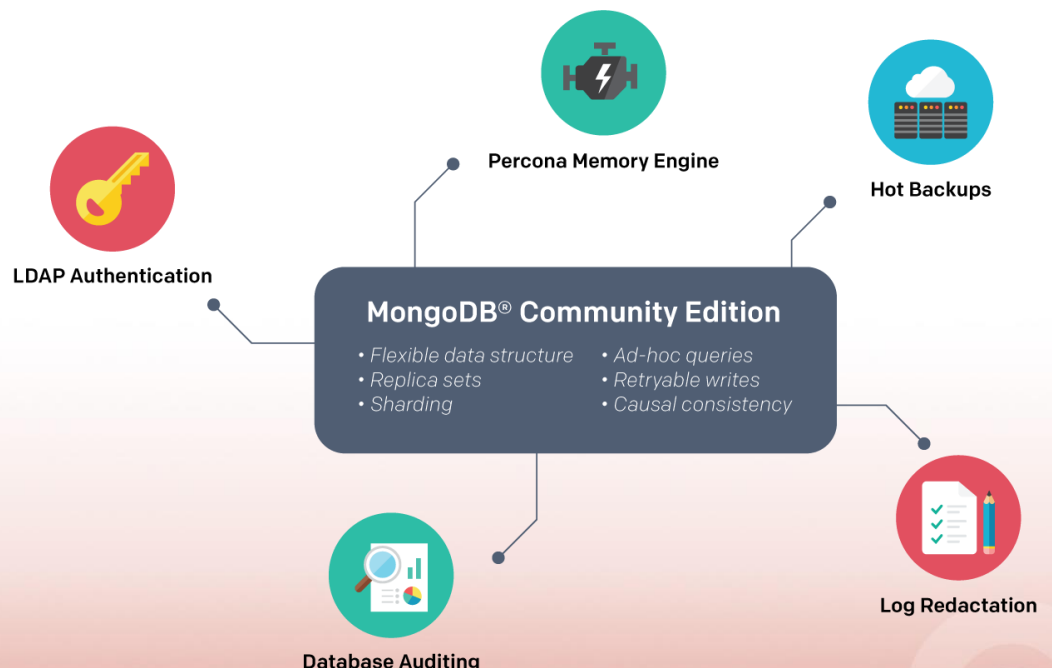 Percona Memory Engine
Hot Backups
LDAP Authentication
MongoDB® Community Edition
• Flexible data structure
• Replica sets
• Sharding
• Ad-hoc queries
• Retryable writes
• Causal consistency
Log Redactation
Database Auditing